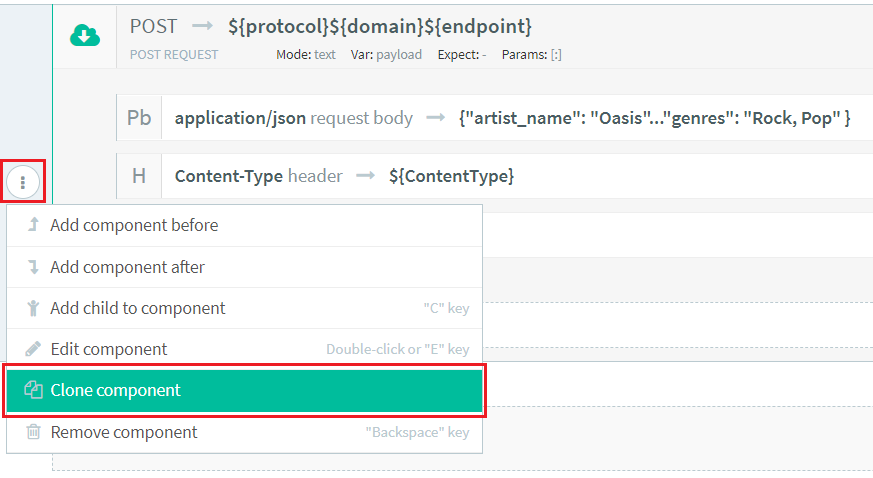 POST → ${protocol}${domain}${endpoint}
POST REQUEST Mode: text Var: payload Expect: - Params: [:]
Pb application/json request body → {"artist_name": "Oasis"..."genres": "Rock, Pop" }
H Content-Type header → ${ContentType}
Add component before
Add component after
Add child to component "C" key
Edit component Double-click or "E" key
Clone component
Remove component "Backspace" key